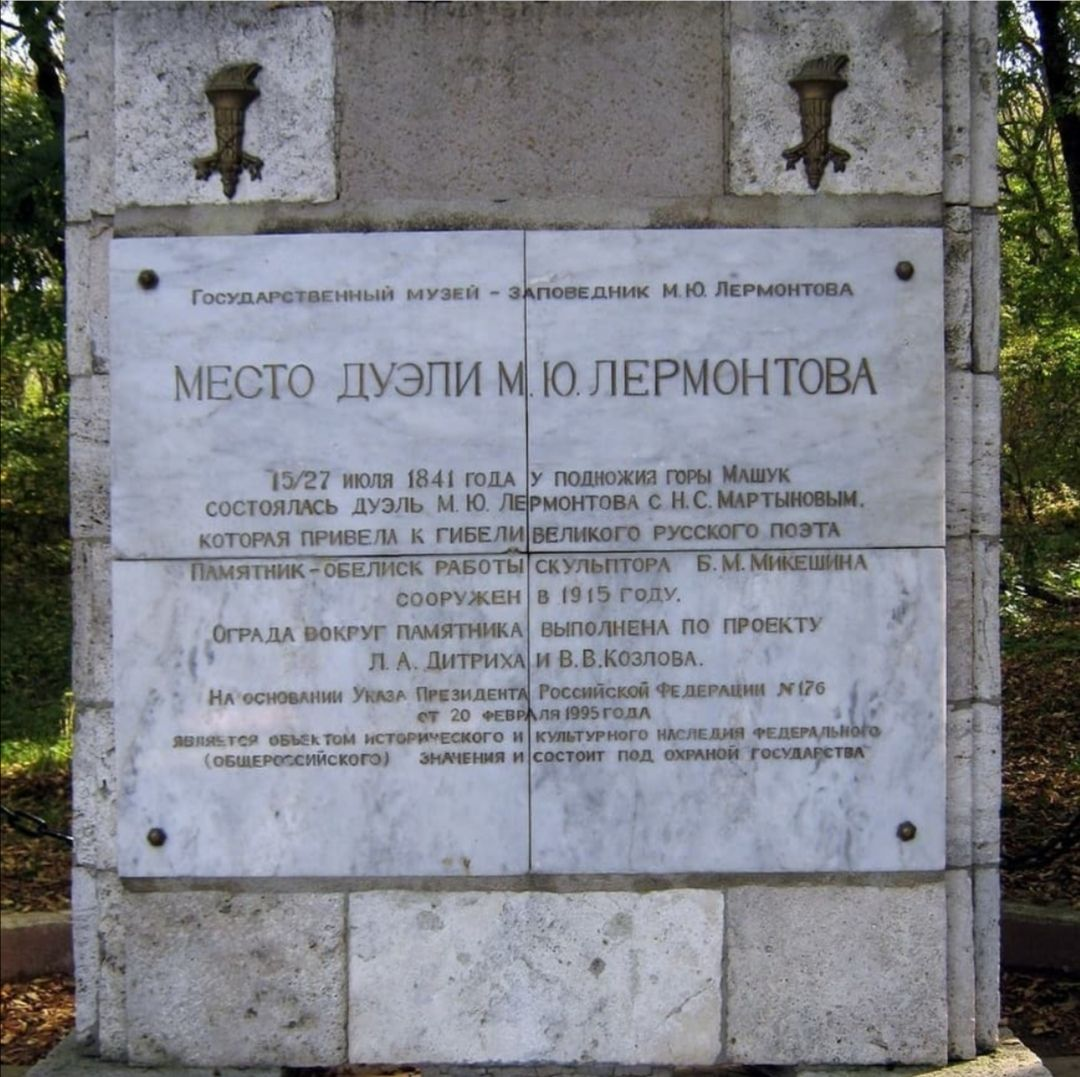 Государственный музей - заповедник М.Ю. Лермонтова
Место дуэли М.Ю. Лермонтова
15/27 июля 1841 года у подножия горы Машук
состоялась дуэль М.Ю. Лермонтова с Н.С. Мартыновым,
которая привела к гибели великого русского поэта
Памятник-обелиск работы скульптора Б.М. Микешина
сооружен в 1915 году.
Ограда вокруг памятника выполнена по проекту
Л.А. Дитриха и В.В. Козлова.
На основании Указа Президента Российской Федерации №176
от 20 февраля 1995 года
является объектом исторического и культурного наследия федерального
(общероссийского) значения и состоит под охраной государства